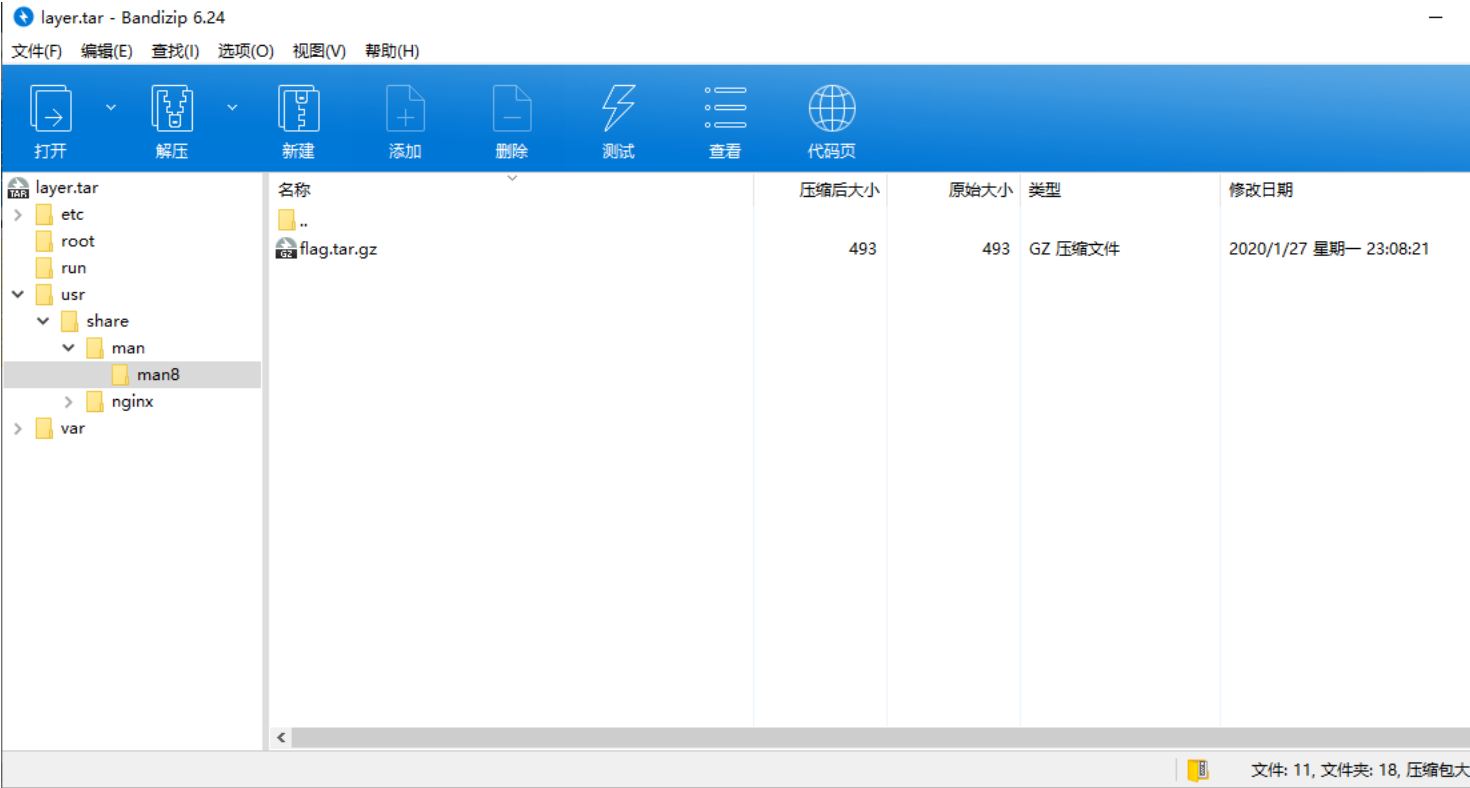 layer.tar - Bandizip 6.24
文件(F) 编辑(E) 查找(I) 选项(O) 视图(V) 帮助(H)
打开 解压 新建 添加 删除 测试 查看 代码页
TAR layer.tar
etc
root
run
usr
share
man
man8
nginx
var
名称 压缩后大小 原始大小 类型 修改日期
..
GZ flag.tar.gz 493 493 GZ 压缩文件 2020/1/27 星期一 23:08:21
文件: 11, 文件夹: 18, 压缩包大